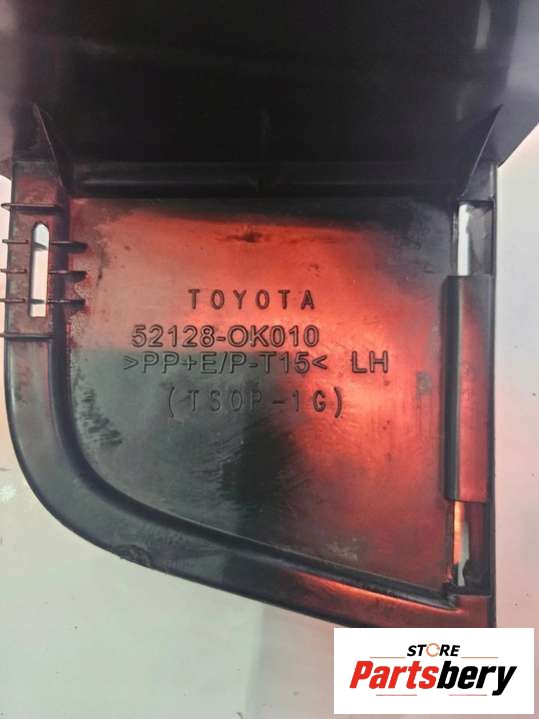 TOYOTA
52128-OK010
>PP+E/P-T15< LH
(TSOP-1G)
STORE
Partsbery